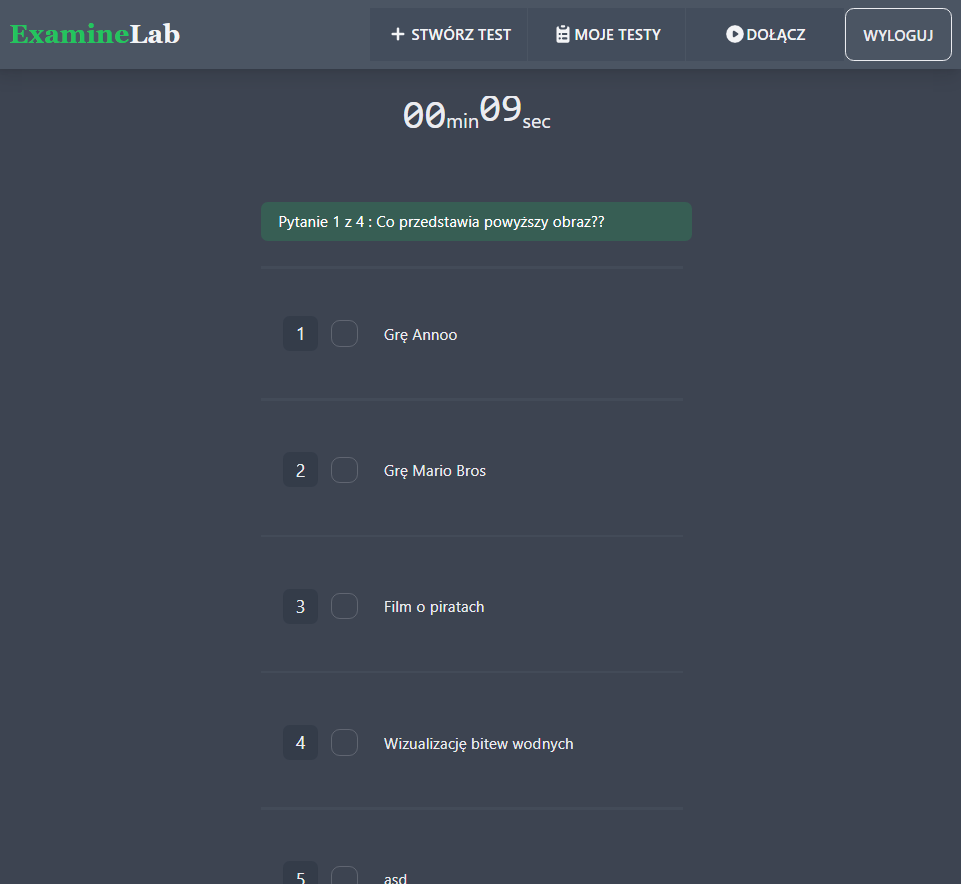 ExamineLab
STWÓRZ TEST
MOJE TESTY
DOŁĄCZ
WYLOGUJ
00min09sec
Pytanie 1 z 4 : Co przedstawia powyższy obraz??
1 Grę Annoo
2 Grę Mario Bros
3 Film o piratach
4 Wizualizację bitew wodnych
5 asd